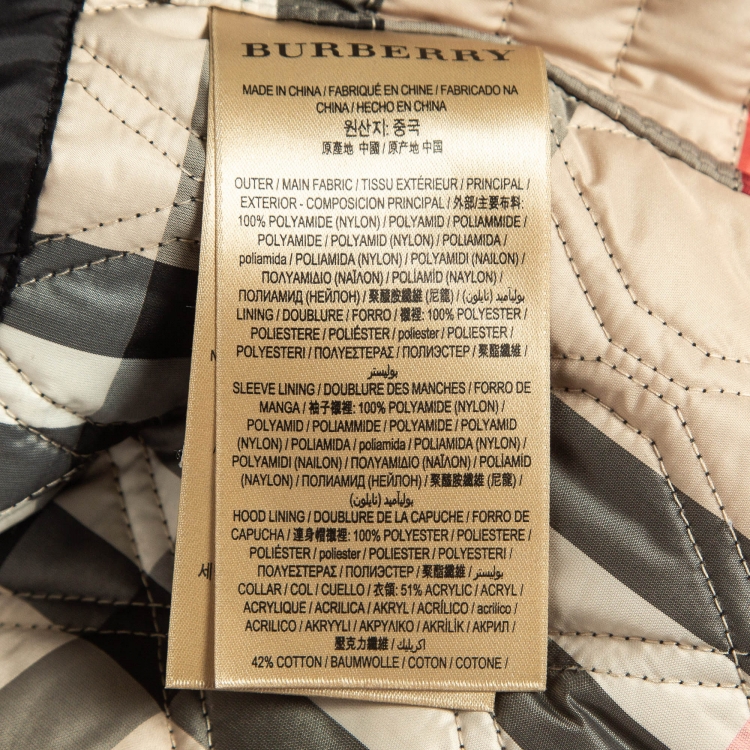 BURBERRY
MADE IN CHINA / FABRIQUÉ EN CHINE / FABRICADO NA
CHINA / HECHO EN CHINA
원산지: 중국
原產地 中國 / 原产地 中国
OUTER / MAIN FABRIC / TISSU EXTÉRIEUR / PRINCIPAL /
EXTERIOR - COMPOSICION PRINCIPAL / 外部/主要布料:
100% POLYAMIDE (NYLON) / POLYAMID / POLIAMMIDE /
POLYAMIDE / POLYAMID (NYLON) / POLIAMIDA /
poliamida / POLIAMIDA (NYLON) / POLYAMIDI (NAILON) /
ΠΟΛΥΑΜΙΔΙΟ (ΝΑΪΛΟΝ) / POLİAMİD (NAYLON) /
ПОЛИАМИД (НЕЙЛОН) / 聚醯胺纖維 (尼龍) / بوليآميد (نايلون)
LINING / DOUBLURE / FORRO / 襯裡: 100% POLYESTER /
POLIESTERE / POLIÉSTER / poliester / POLIESTER /
POLYESTERI / ΠΟΛΥΕΣΤΕΡΑΣ / ПОЛИЭСТЕР / 聚酯纖維 /
بوليستر
SLEEVE LINING / DOUBLURE DES MANCHES / FORRO DE
MANGA / 袖子襯裡: 100% POLYAMIDE (NYLON) /
POLYAMID / POLIAMMIDE / POLYAMIDE / POLYAMID
(NYLON) / POLIAMIDA / poliamida / POLIAMIDA (NYLON) /
POLYAMIDI (NAILON) / ΠΟΛΥΑΜΙΔΙΟ (ΝΑΪΛΟΝ) / POLİAMİD
(NAYLON) / ПОЛИАМИД (НЕЙЛОН) / 聚醯胺纖維 (尼龍) /
بوليآميد (نايلون)
HOOD LINING / DOUBLURE DE LA CAPUCHE / FORRO DE
CAPUCHA / 連身帽襯裡: 100% POLYESTER / POLIESTERE /
POLIÉSTER / poliester / POLIESTER / POLYESTERI /
ΠΟΛΥΕΣΤΕΡΑΣ / ПОЛИЭСТЕР / 聚酯纖維 / بوليستر
COLLAR / COL / CUELLO / 衣領: 51% ACRYLIC / ACRYL /
ACRYLIQUE / ACRILICA / AKRYL / ACRÍLICO / acrilico /
ACRILICO / AKRYYLI / ΑΚΡΥΛΙΚΟ / AKRİLİK / АКРИЛ /
壓克力纖維 / اكريليك
42% COTTON / BAUMWOLLE / COTON / COTONE /